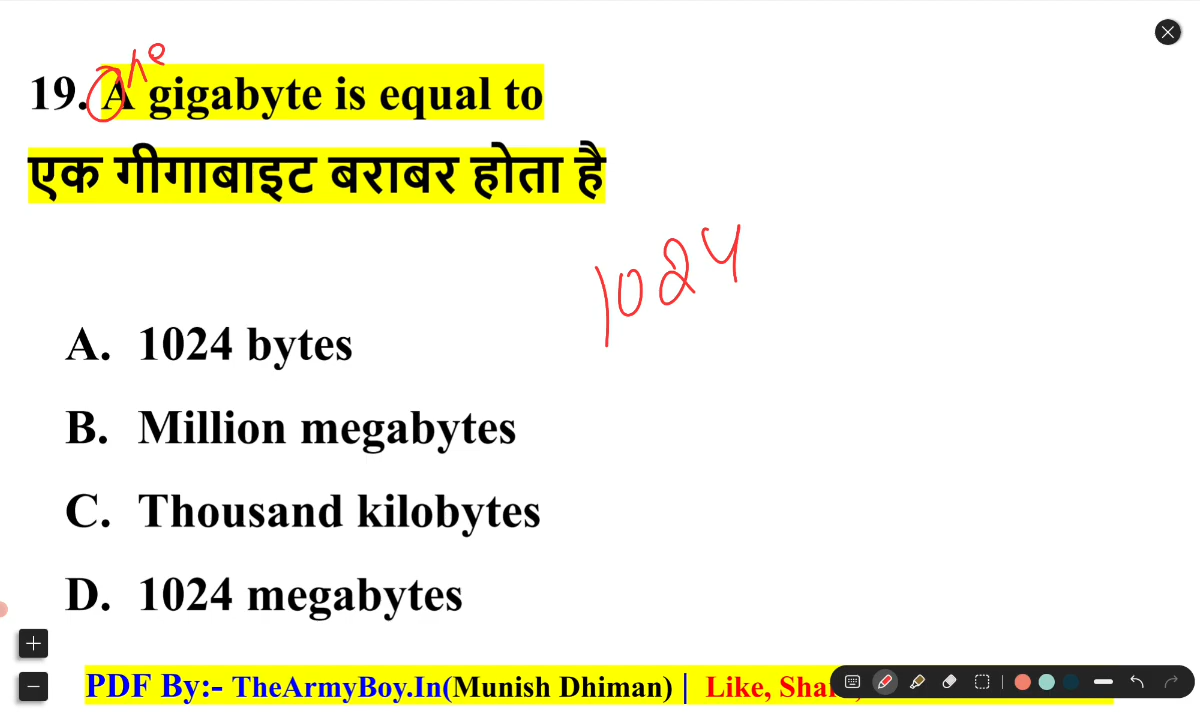 one
19. A gigabyte is equal to
एक गीगाबाइट बराबर होता है
1024
A. 1024 bytes
B. Million megabytes
C. Thousand kilobytes
D. 1024 megabytes
PDF By:- TheArmyBoy.In(Munish Dhiman) | Like,